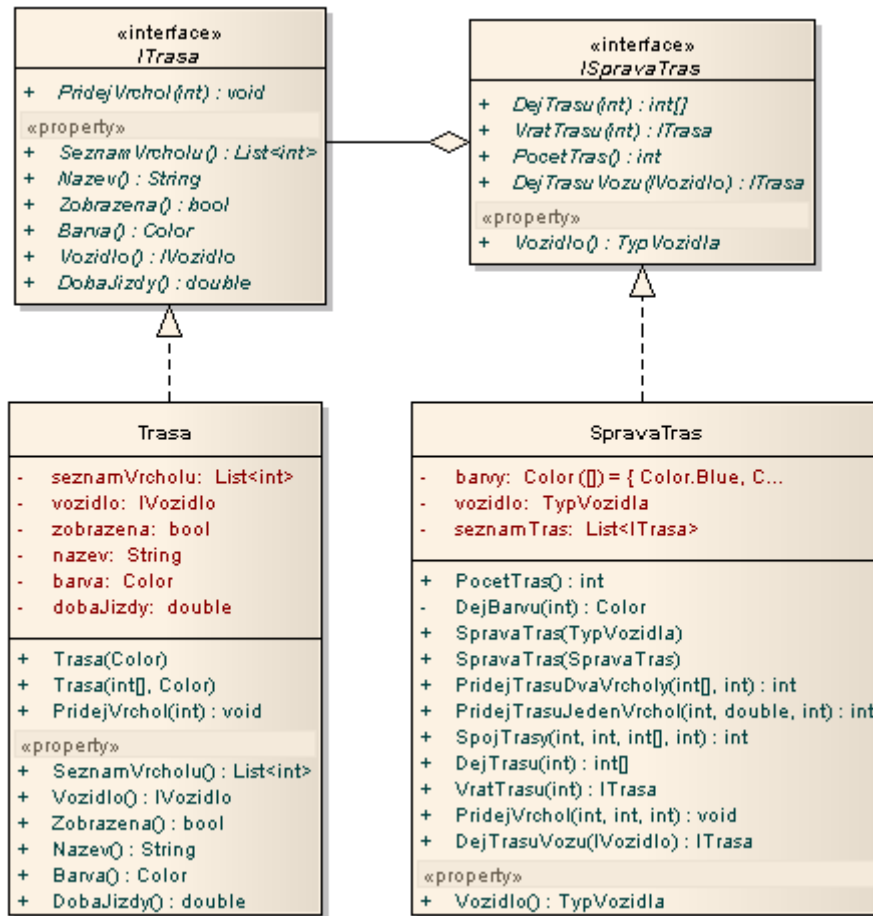 «interface»
ITrasa
+ PridejVrchol(int) : void
«property»
+ SeznamVrcholu() : List<int>
+ Nazev() : String
+ Zobrazena() : bool
+ Barva() : Color
+ Vozidlo() : IVozidlo
+ DobaJizdy() : double
«interface»
ISpravaTras
+ DejTrasu(int) : int[]
+ VratTrasu(int) : ITrasa
+ PocetTras() : int
+ DejTrasuVozu(IVozidlo) : ITrasa
«property»
+ Vozidlo() : TypVozidla
Trasa
- seznamVrcholu: List<int>
- vozidlo: IVozidlo
- zobrazena: bool
- nazev: String
- barva: Color
- dobaJizdy: double
+ Trasa(Color)
+ Trasa(int[], Color)
+ PridejVrchol(int) : void
«property»
+ SeznamVrcholu() : List<int>
+ Vozidlo() : IVozidlo
+ Zobrazena() : bool
+ Nazev() : String
+ Barva() : Color
+ DobaJizdy() : double
SpravaTras
- barvy: Color ([]) = { Color.Blue, C...
- vozidlo: TypVozidla
- seznamTras: List<ITrasa>
+ PocetTras() : int
- DejBarvu(int) : Color
+ SpravaTras(TypVozidla)
+ SpravaTras(SpravaTras)
+ PridejTrasuDvaVrcholy(int[], int) : int
+ PridejTrasuJedenVrchol(int, double, int) : int
+ SpojTrasy(int, int, int[], int) : int
+ DejTrasu(int) : int[]
+ VratTrasu(int) : ITrasa
+ PridejVrchol(int, int, int) : void
+ DejTrasuVozu(IVozidlo) : ITrasa
«property»
+ Vozidlo() : TypVozidla